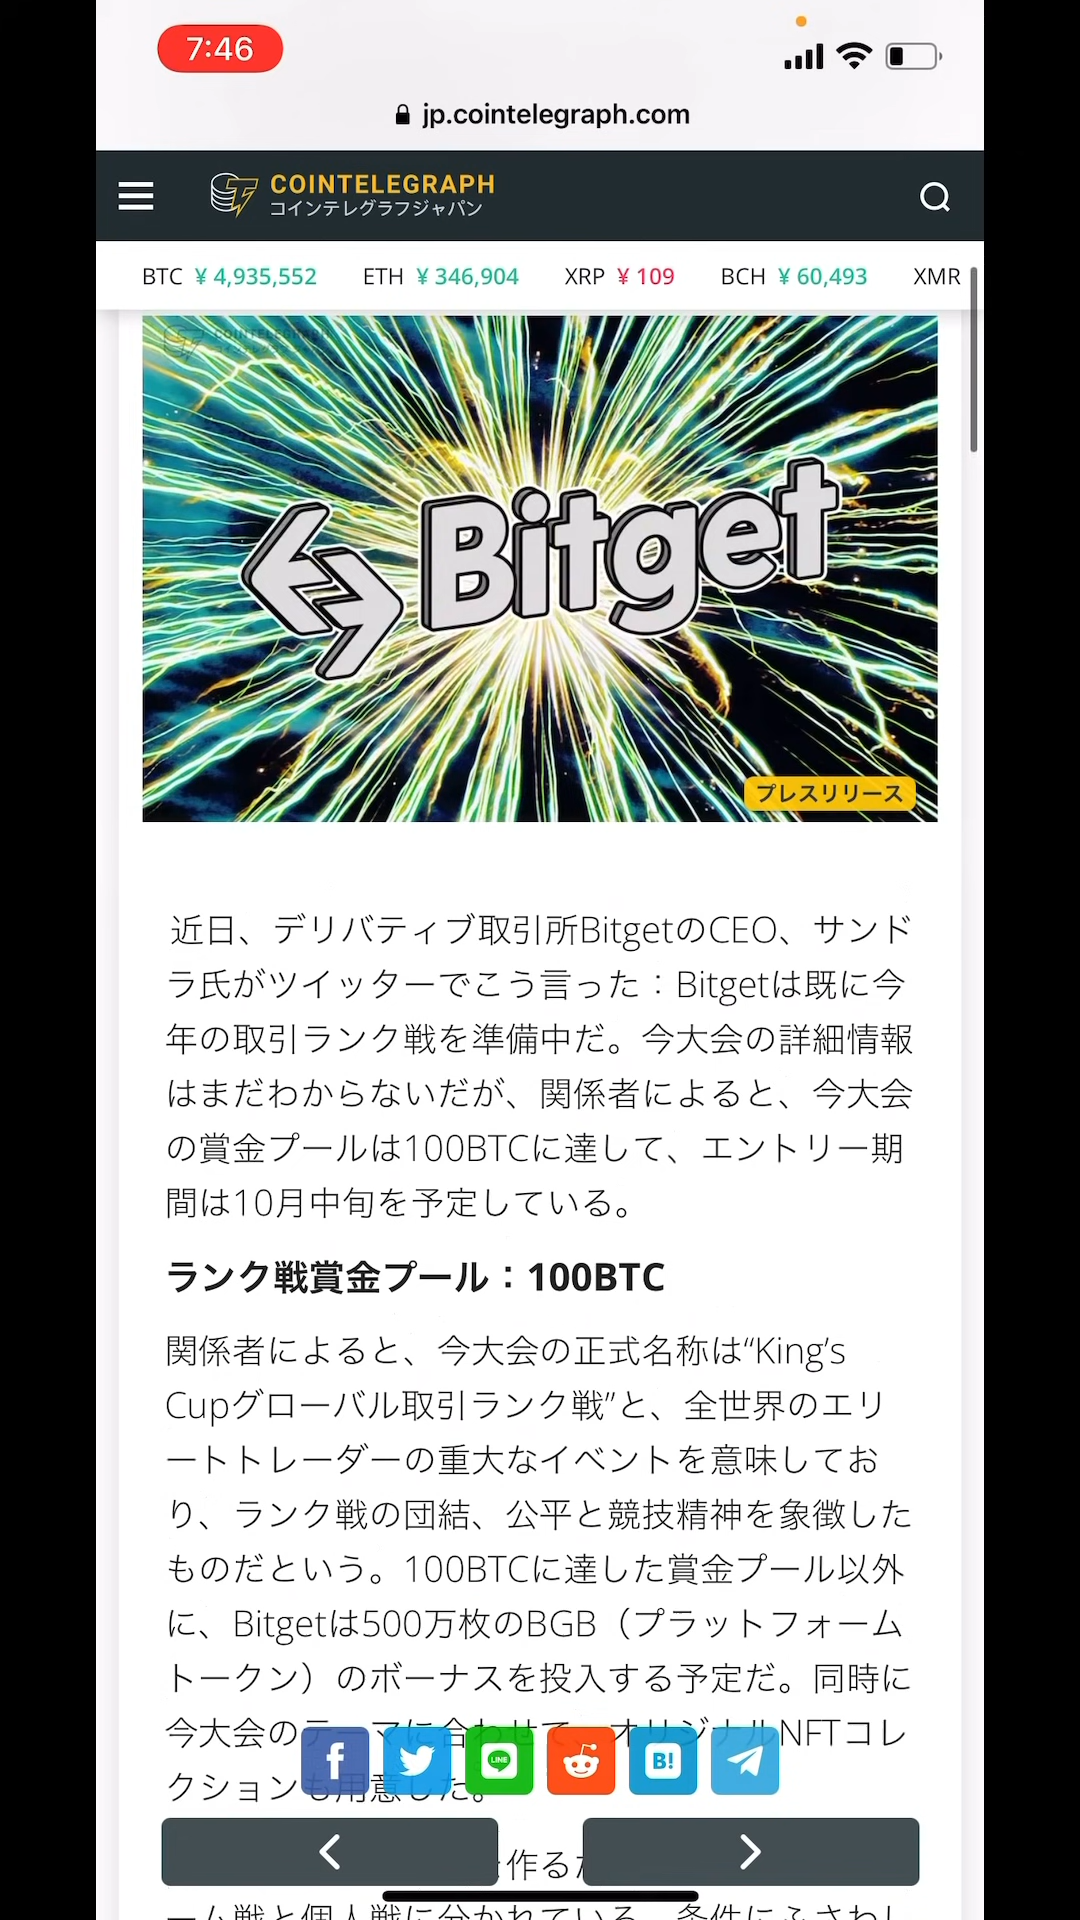 7:46
jp.cointelegraph.com
COINTELEGRAPH
コインテレグラフジャパン
BTC ¥ 4,935,552 ETH ¥ 346,904 XRP ¥ 109 BCH ¥ 60,493 XMR
COINTELEGRAPH
Bitget
プレスリリース
近日、デリバティブ取引所BitgetのCEO、サンド
ラ氏がツイッターでこう言った：Bitgetは既に今
年の取引ランク戦を準備中だ。今大会の詳細情報
はまだわからないだが、関係者によると、今大会
の賞金プールは100BTCに達して、エントリー期
間は10月中旬を予定している。
ランク戦賞金プール：100BTC
関係者によると、今大会の正式名称は“King’s
Cupグローバル取引ランク戦”と、全世界のエリ
ートトレーダーの重大なイベントを意味してお
り、ランク戦の団結、公平と競技精神を象徴した
ものだという。100BTCに達した賞金プール以外
に、Bitgetは500万枚のBGB（プラットフォーム
トークン）のボーナスを投入する予定だ。同時に
今大会のテーマに合わせて、オリジナルNFTコレ
クションも用意した。
LINE
B!
作る
ーム戦と個人戦に分かれている。条件にふさわし